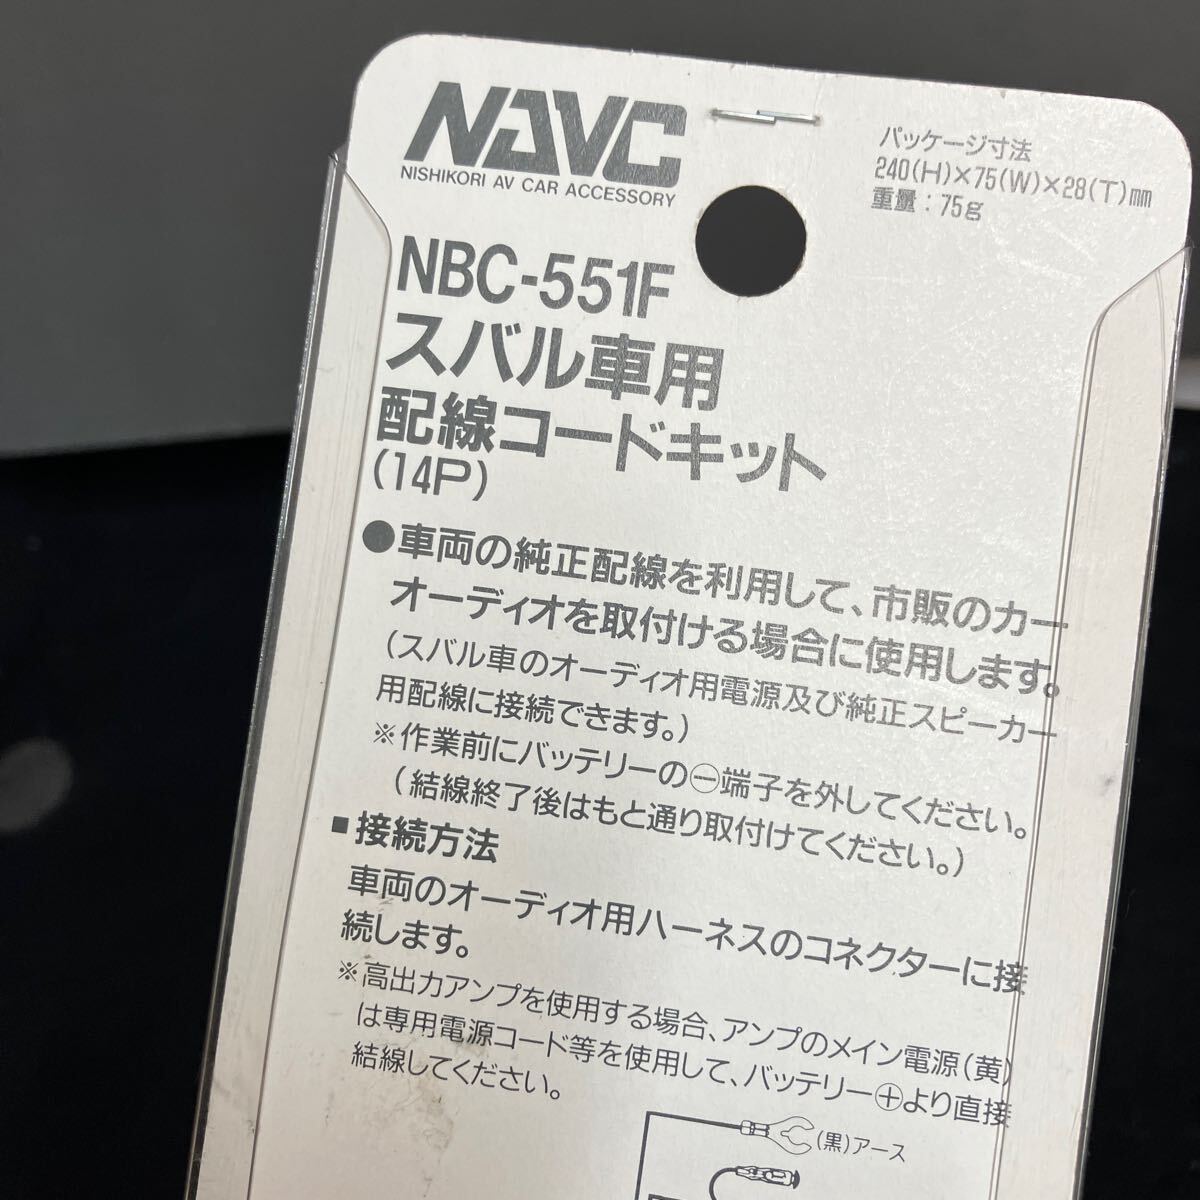 NAVC
NISHIKORI AV CAR ACCESSORY
パッケージ寸法
240(H)×75(W)×28(T)mm
重量：75g
NBC-551F
スバル車用
配線コードキット
(14P)
●車両の純正配線を利用して、市販のカー
オーディオを取付ける場合に使用します。
(スバル車のオーディオ用電源及び純正スピーカー
用配線に接続できます。)
※作業前にバッテリーの㊀端子を外してください。
(結線終了後はもと通り取付けてください。)
■接続方法
車両のオーディオ用ハーネスのコネクターに接
続します。
※高出力アンプを使用する場合、アンプのメイン電源(黄)
は専用電源コード等を使用して、バッテリー⊕より直接
結線してください。
(黒)アース